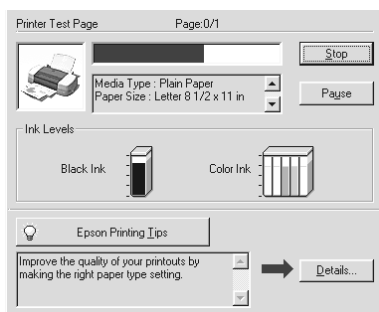 Printer Test Page Page:0/1
Stop
Media Type : Plain Paper
Paper Size : Letter 8 1/2 x 11 in
Pause
Ink Levels
Black Ink Color Ink
Epson Printing Tips
Improve the quality of your printouts by
making the right paper type setting.
Details...